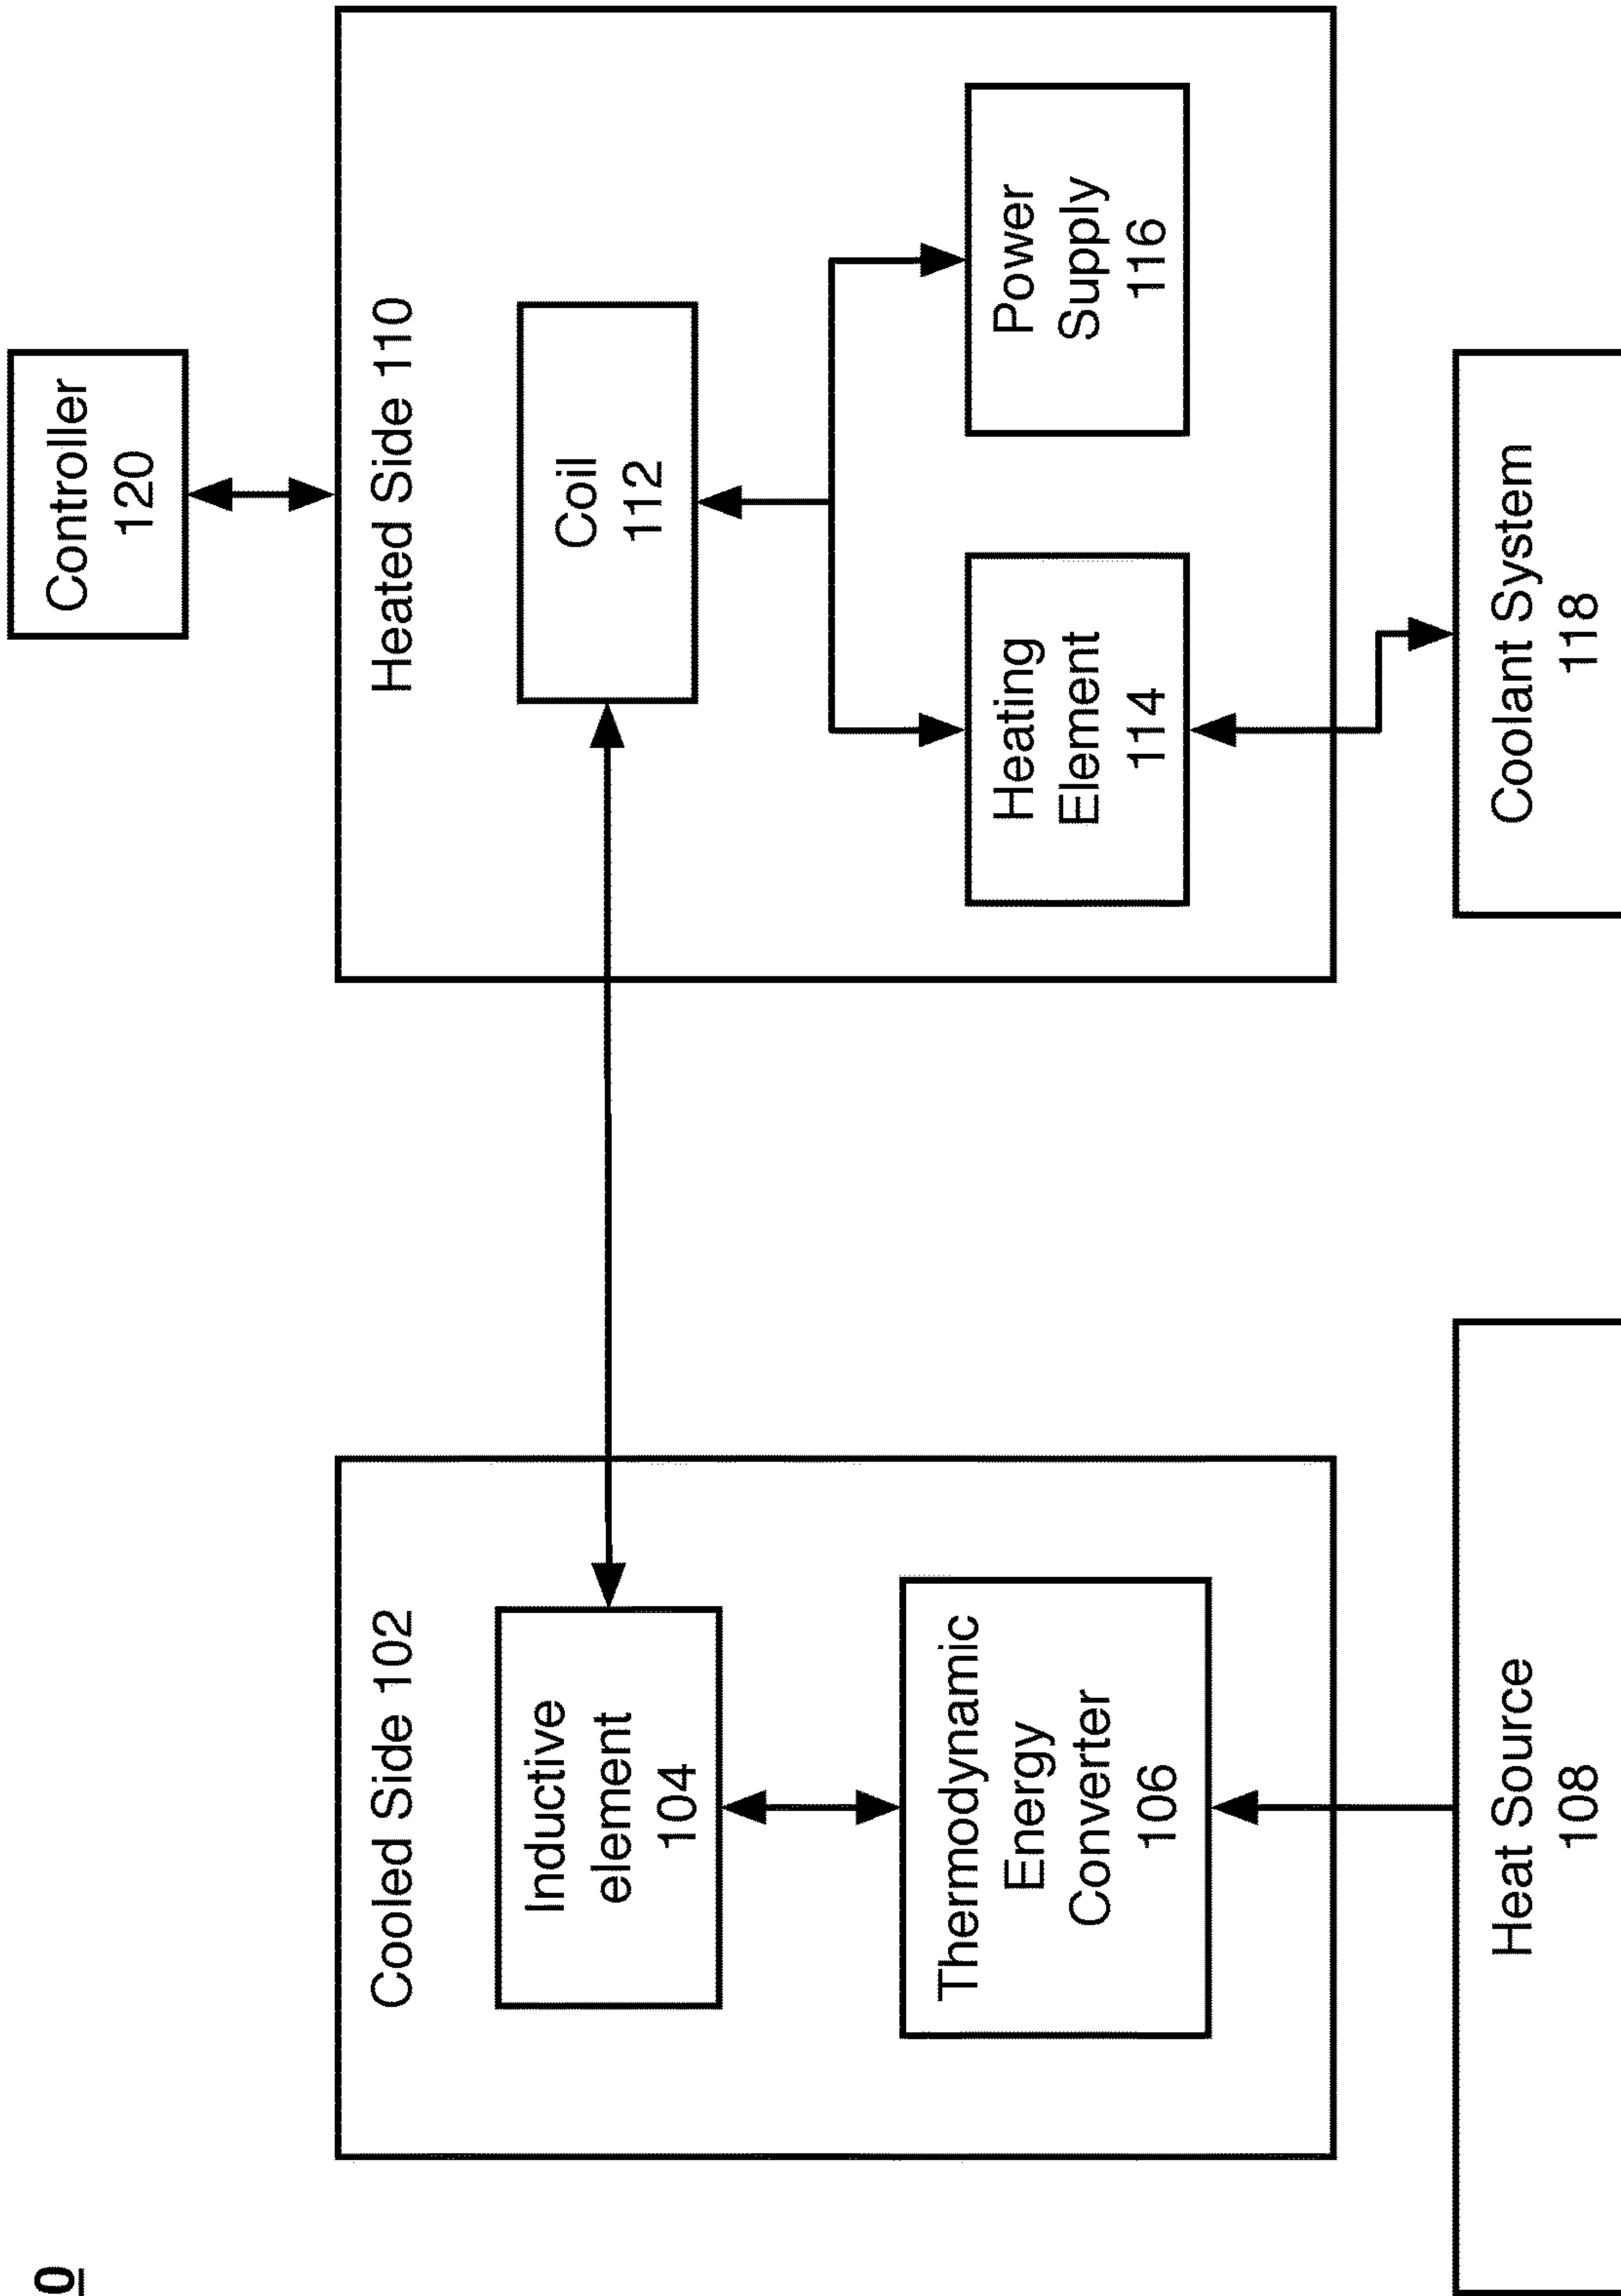 0
Controller
120
Cooled Side 102
Heated Side 110
Inductive
element
104
Coil
112
Thermodynamic
Energy
Converter
106
Heating
Element
114
Power
Supply
116
Heat Source
108
Coolant System
118